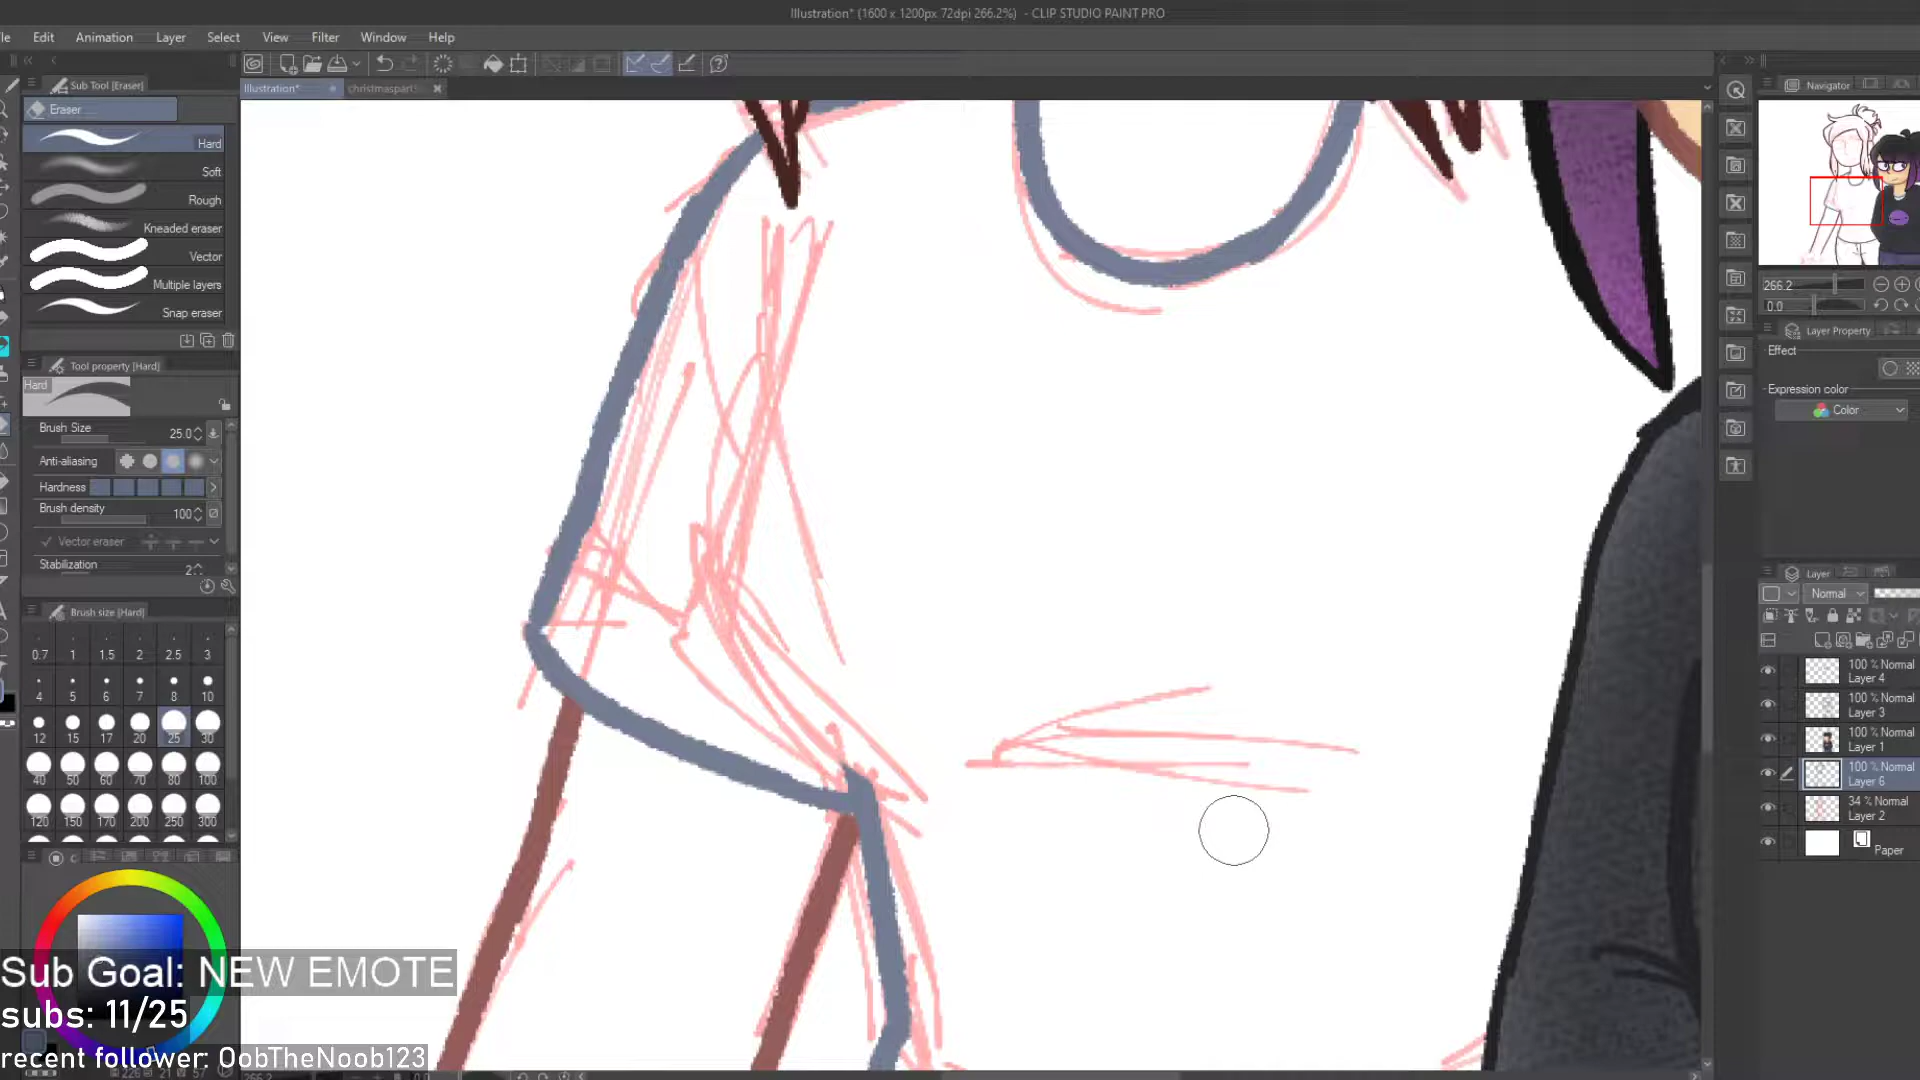 Illustration* (1600 x 1200px 72dpi 266.2%) - CLIP STUDIO PAINT PRO
le Edit Animation Layer Select View Filter Window Help
Sub Tool [Eraser]
Illustration*
Eraser
Hard
Soft
Rough
Kneaded eraser
Vector
Multiple layers
Snap eraser
Tool property [Hard]
Hard
Brush Size 25.0
Anti-aliasing
Hardness
Brush density 100
Vector eraser
Stabilization 2
Brush size [Hard]
0.7 1 1.5 2 2.5 3
4 5 6 7 8 10
12 15 17 20 25 30
40 50 60 70 80 100
120 150 170 200 250 300
Sub Goal: NEW EMOTE
subs: 11/25
recent follower: OobTheNoob123
Navigator
266.2
0.0
Layer Property
Effect
Expression color
Color
Layer
Normal
100 % Normal
Layer 4
100 % Normal
Layer 3
100 % Normal
Layer 1
100 % Normal
Layer 6
34 % Normal
Layer 2
Paper